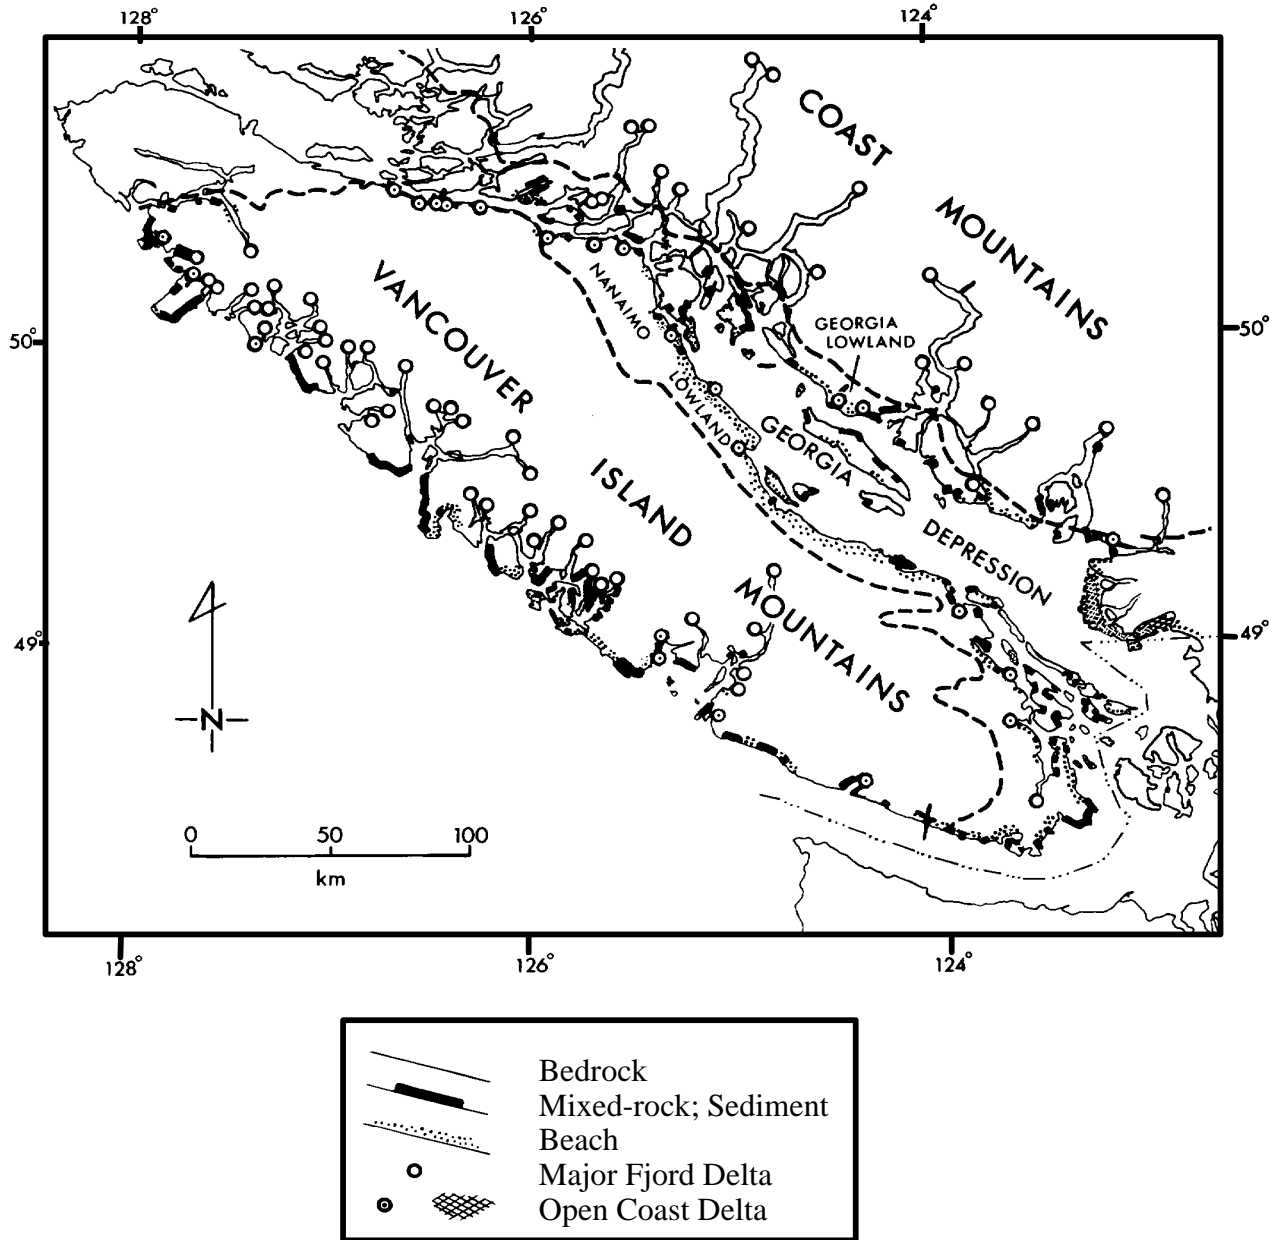 128° 126° 124°
COAST
MOUNTAINS
VANCOUVER
ISLAND
MOUNTAINS
NANAIMO
LOWLAND
GEORGIA
LOWLAND
GEORGIA
DEPRESSION
50° 50°
49° 49°
N
0 50 100
km
128° 126° 124°
Bedrock
Mixed-rock; Sediment
Beach
Major Fjord Delta
Open Coast Delta